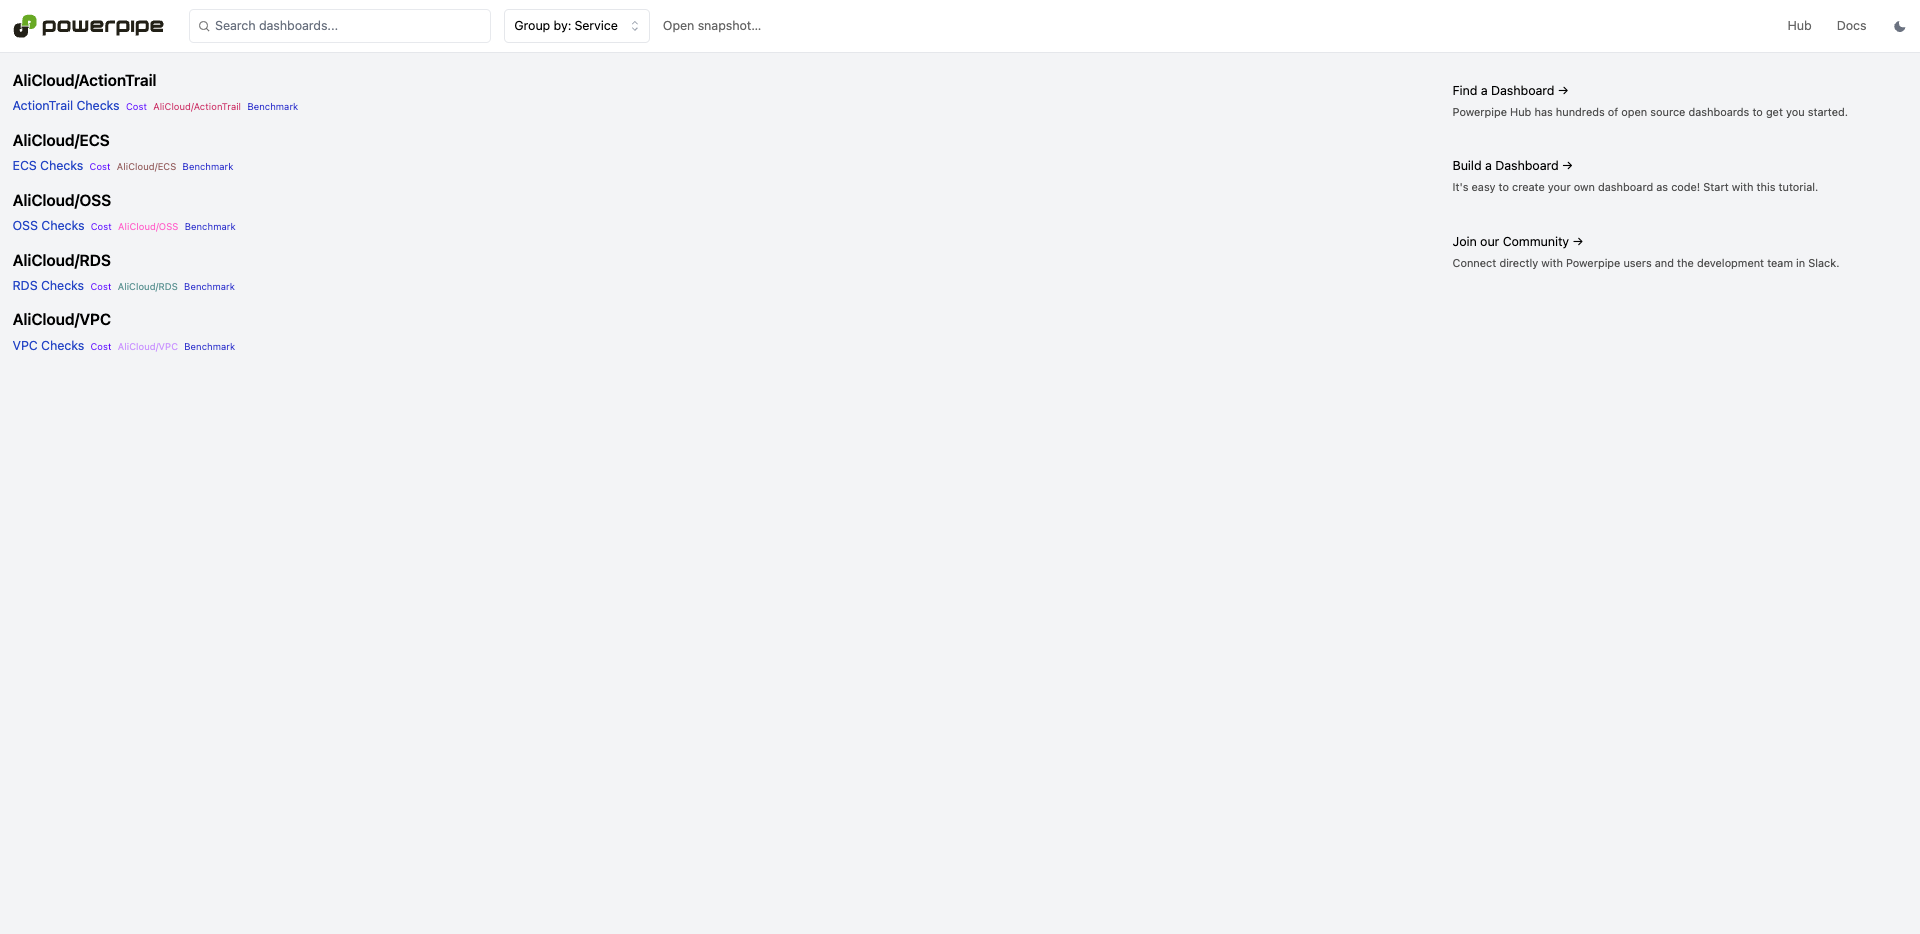 powerpipe Search dashboards... Group by: Service Open snapshot... Hub Docs
AliCloud/ActionTrail
ActionTrail Checks Cost AliCloud/ActionTrail Benchmark
AliCloud/ECS
ECS Checks Cost AliCloud/ECS Benchmark
AliCloud/OSS
OSS Checks Cost AliCloud/OSS Benchmark
AliCloud/RDS
RDS Checks Cost AliCloud/RDS Benchmark
AliCloud/VPC
VPC Checks Cost AliCloud/VPC Benchmark
Find a Dashboard →
Powerpipe Hub has hundreds of open source dashboards to get you started.
Build a Dashboard →
It's easy to create your own dashboard as code! Start with this tutorial.
Join our Community →
Connect directly with Powerpipe users and the development team in Slack.